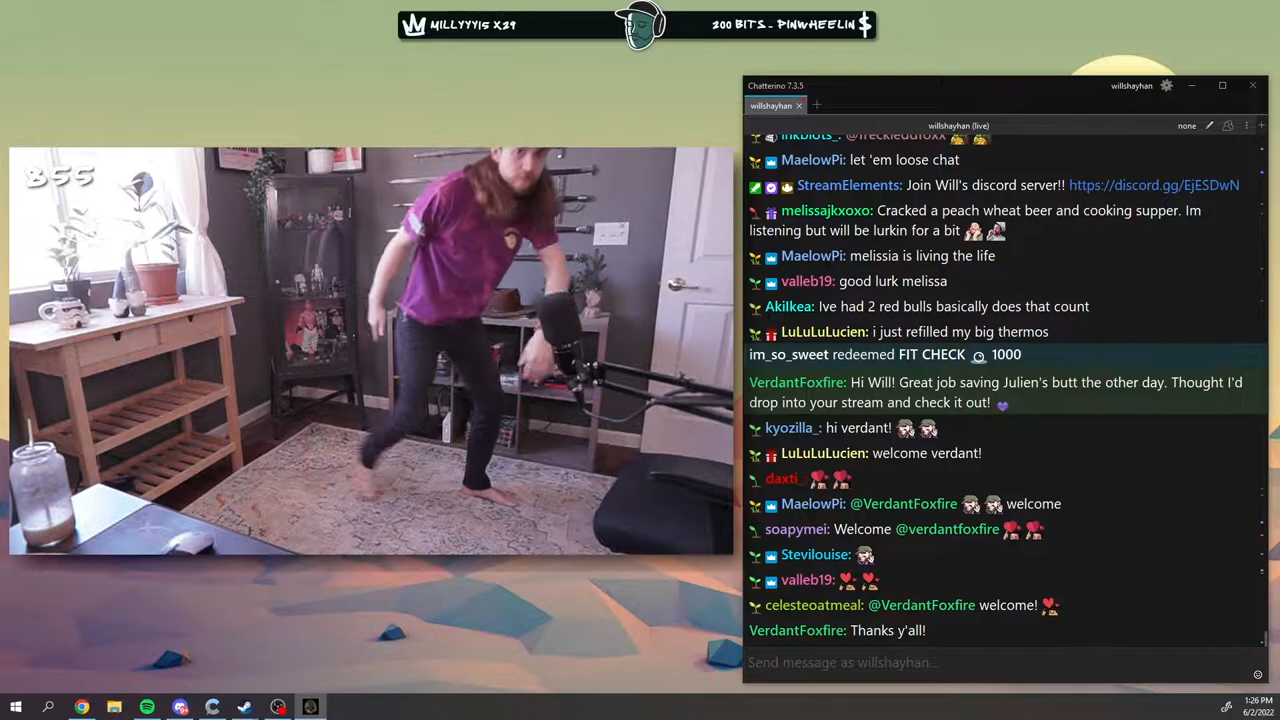 MILLYYY15 X29
200 BITS - PINWHEELIN $
855
Chatterino 7.3.5
willshayhan
willshayhan
willshayhan (live)
none
inkblots_: @freckleddfoxx
MaelowPi: let 'em loose chat
StreamElements: Join Will's discord server!! https://discord.gg/EjESDwN
melissajkxoxo: Cracked a peach wheat beer and cooking supper. Im
listening but will be lurkin for a bit
MaelowPi: melissia is living the life
valleb19: good lurk melissa
Akilkea: Ive had 2 red bulls basically does that count
LuLuLuLucien: i just refilled my big thermos
im_so_sweet redeemed FIT CHECK 1000
VerdantFoxfire: Hi Will! Great job saving Julien's butt the other day. Thought I'd
drop into your stream and check it out!
kyozilla_: hi verdant!
LuLuLuLucien: welcome verdant!
daxti_:
MaelowPi: @VerdantFoxfire welcome
soapymei: Welcome @verdantfoxfire
Stevilouise:
valleb19:
celesteoatmeal: @VerdantFoxfire welcome!
VerdantFoxfire: Thanks y'all!
Send message as willshayhan...
1:26 PM
6/2/2022